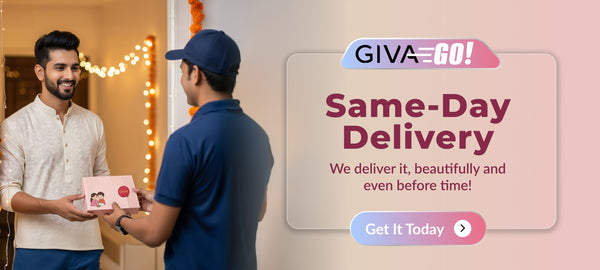 GIVA GO!
Same-Day
Delivery
We deliver it, beautifully and
even before time!
Get It Today